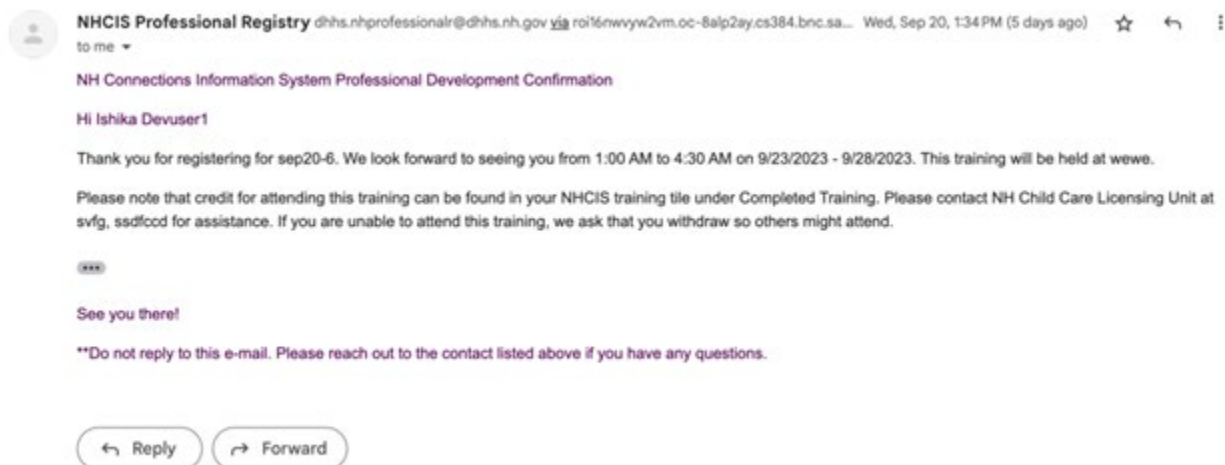 NHCIS Professional Registry dhhs.nhprofessionalr@dhhs.nh.gov via roi16nwvyw2vm.oc-8alp2ay.cs384.bnc.sa... Wed, Sep 20, 1:34 PM (5 days ago)
to me
NH Connections Information System Professional Development Confirmation
Hi Ishika Devuser1
Thank you for registering for sep20-6. We look forward to seeing you from 1:00 AM to 4:30 AM on 9/23/2023 - 9/28/2023. This training will be held at wewe.
Please note that credit for attending this training can be found in your NHCIS training tile under Completed Training. Please contact NH Child Care Licensing Unit at
svfg, ssdfccd for assistance. If you are unable to attend this training, we ask that you withdraw so others might attend.
See you there!
**Do not reply to this e-mail. Please reach out to the contact listed above if you have any questions.
Reply Forward